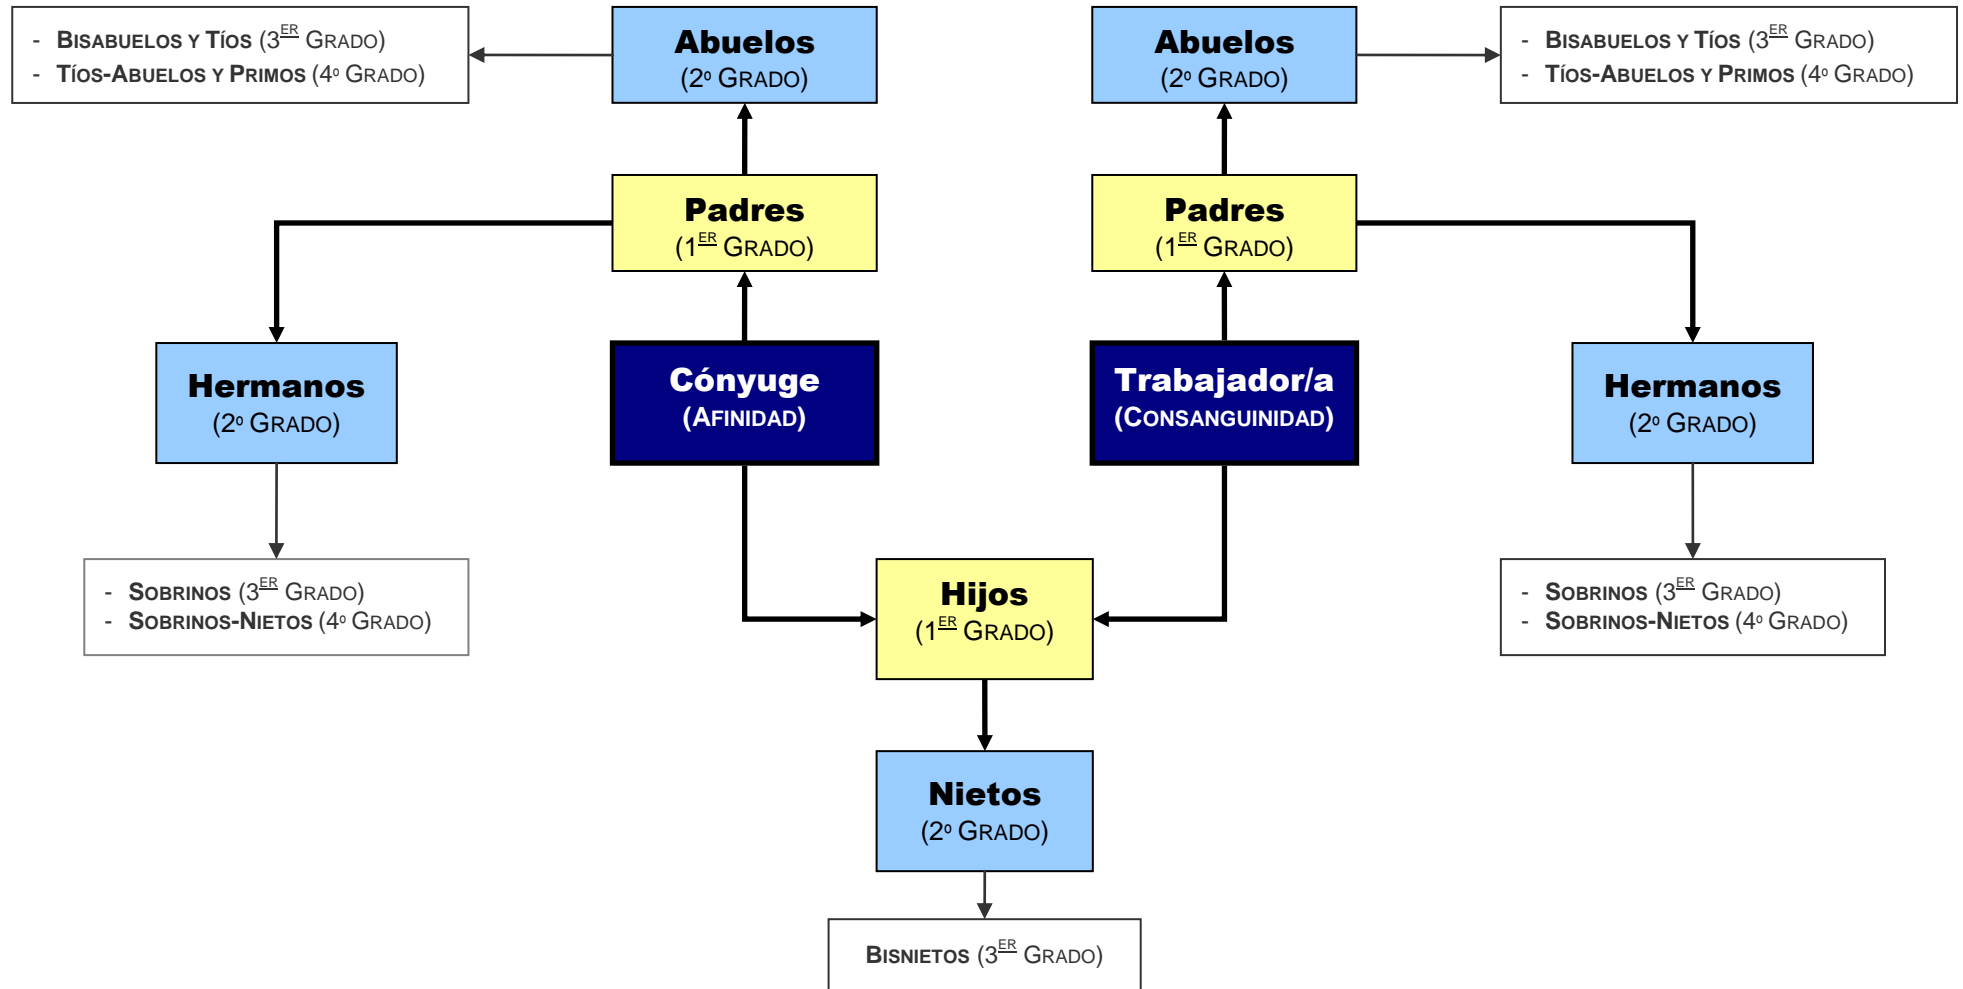 - BISABUELOS Y TÍOS (3ER GRADO)
- TÍOS-ABUELOS Y PRIMOS (4º GRADO)
Abuelos
(2º GRADO)
Abuelos
(2º GRADO)
- BISABUELOS Y TÍOS (3ER GRADO)
- TÍOS-ABUELOS Y PRIMOS (4º GRADO)
Padres
(1ER GRADO)
Padres
(1ER GRADO)
Hermanos
(2º GRADO)
Cónyuge
(AFINIDAD)
Trabajador/a
(CONSANGUINIDAD)
Hermanos
(2º GRADO)
- SOBRINOS (3ER GRADO)
- SOBRINOS-NIETOS (4º GRADO)
Hijos
(1ER GRADO)
- SOBRINOS (3ER GRADO)
- SOBRINOS-NIETOS (4º GRADO)
Nietos
(2º GRADO)
BISNIETOS (3ER GRADO)